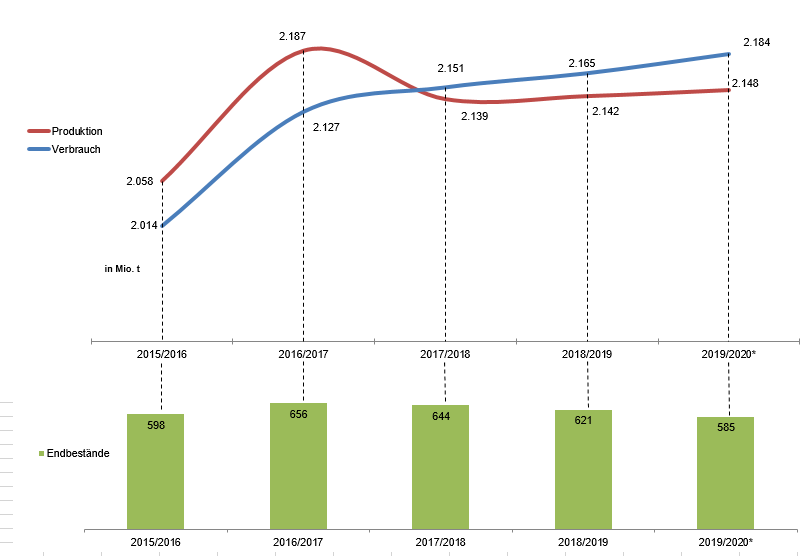 2.187
2.184
2.165
2.151
2.148
2.139
2.142
2.127
Produktion
Verbrauch
2.058
2.014
in Mio. t
2015/2016 2016/2017 2017/2018 2018/2019 2019/2020*
598 656 644 621 585
Endbestände
2015/2016 2016/2017 2017/2018 2018/2019 2019/2020*